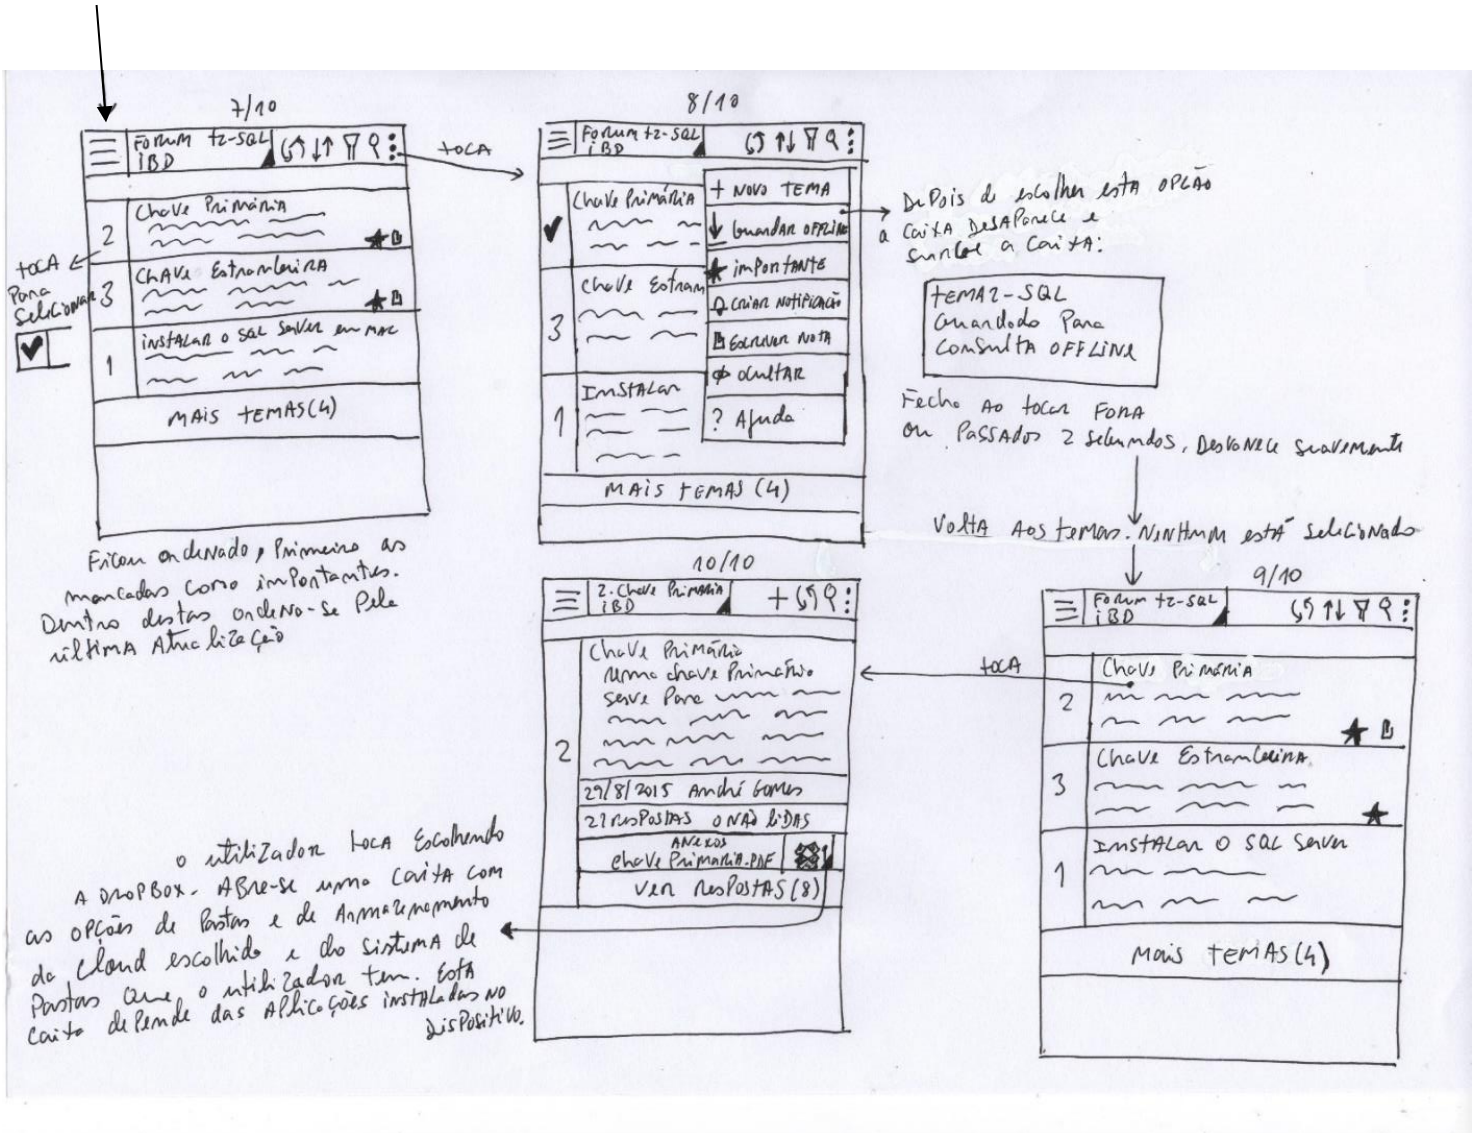 7/10
Forum t2-SQL
iBD
toca
2
Chave Primária
3
Chave Estrangeira
1
instalar o SQL Server em MAC
MAIS TEMAS(4)
toca
Para
selecionar
Ficou ordenado, Primeiro as
marcadas como importantes.
Dentro destas ordena-se Pela
última Atualização
8/10
Forum t2-SQL
iBD
Chave Primária
3
Chave Estran
1
Instalar
+ NOVO TEMA
Guardar OFFLINE
importante
Criar Notificação
Escrever Nota
ocultar
? Ajuda
MAIS TEMAS (4)
Depois de escolher esta OPÇÃO
a caixa DESAParece e
surge a caixa:
TEMA2-SQL
Guardado Para
Consulta OFFLINE
Fecha Ao tocar FORA
ou PASSADOS 2 segundos, Desvanece suavemente
Volta Aos temas. Nenhum está selecionado
9/10
Forum t2-SQL
iBD
2
Chave Primária
3
Chave Estrangeira
1
Instalar o SQL Server
Mais TEMAS(4)
toca
10/10
2. Chave Primária
iBD
+
2
Chave Primária
uma chave Primária
serve Para
29/8/2015 André Gomes
21 resPostas 0 NÃO liDAS
ANexos
chave Primaria.PDF
Ver resPostas(8)
o utilizador toca Escolhendo
A DropBox. ABre-se uma caixa com
as opções de Pastas e de Armazenamento
da Cloud escolhida e do sistema de
Pastas que o utilizador tem. Esta
caixa depende das Aplicações instaladas no
Dispositivo.